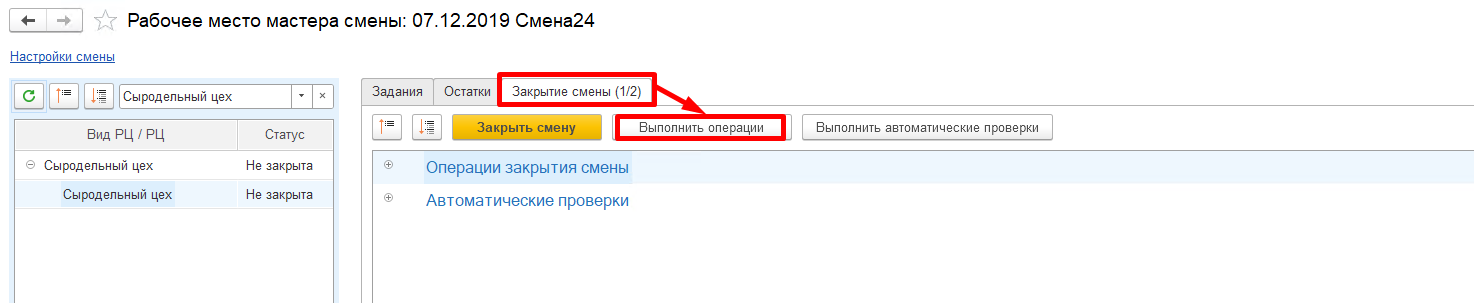 Рабочее место мастера смены: 07.12.2019 Смена24
Настройки смены
Сыродельный цех
Вид РЦ / РЦ Статус
Сыродельный цех Не закрыта
Сыродельный цех Не закрыта
Задания Остатки Закрытие смены (1/2)
Закрыть смену Выполнить операции Выполнить автоматические проверки
Операции закрытия смены
Автоматические проверки